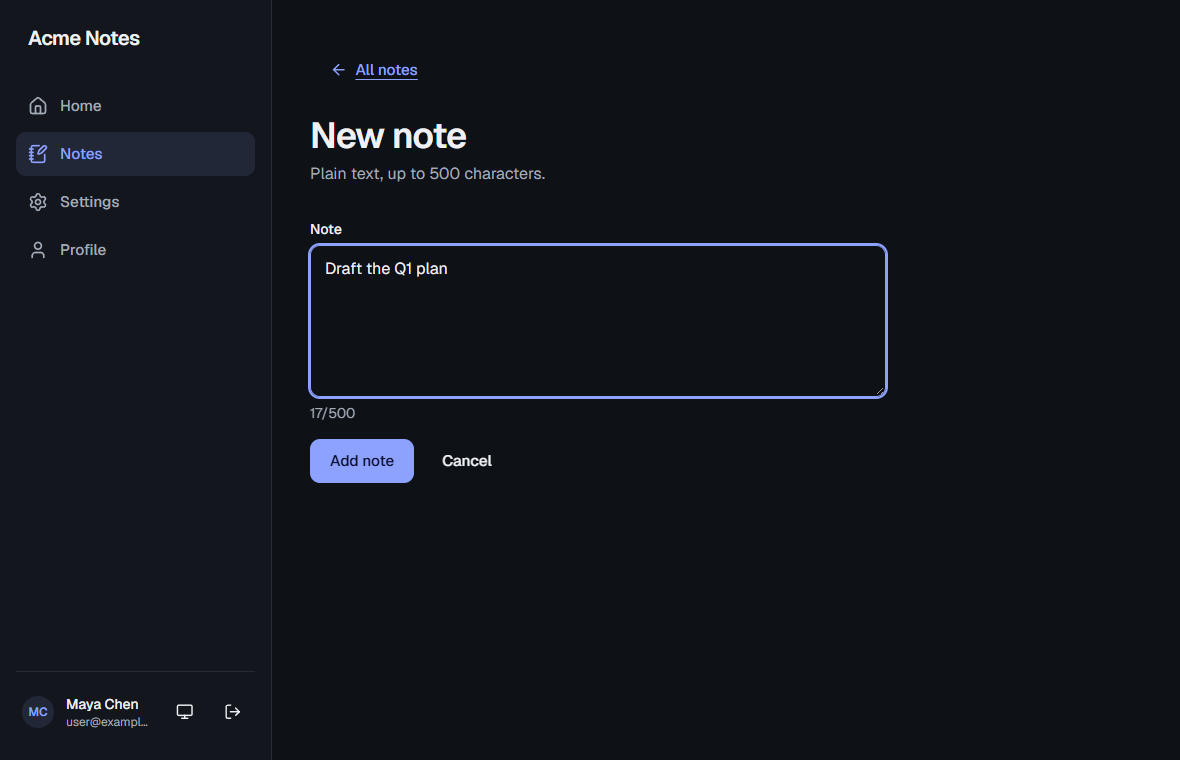 Acme Notes
Home
Notes
Settings
Profile
MC
Maya Chen
user@exampl…
All notes
New note
Plain text, up to 500 characters.
Note
Draft the Q1 plan
17/500
Add note
Cancel